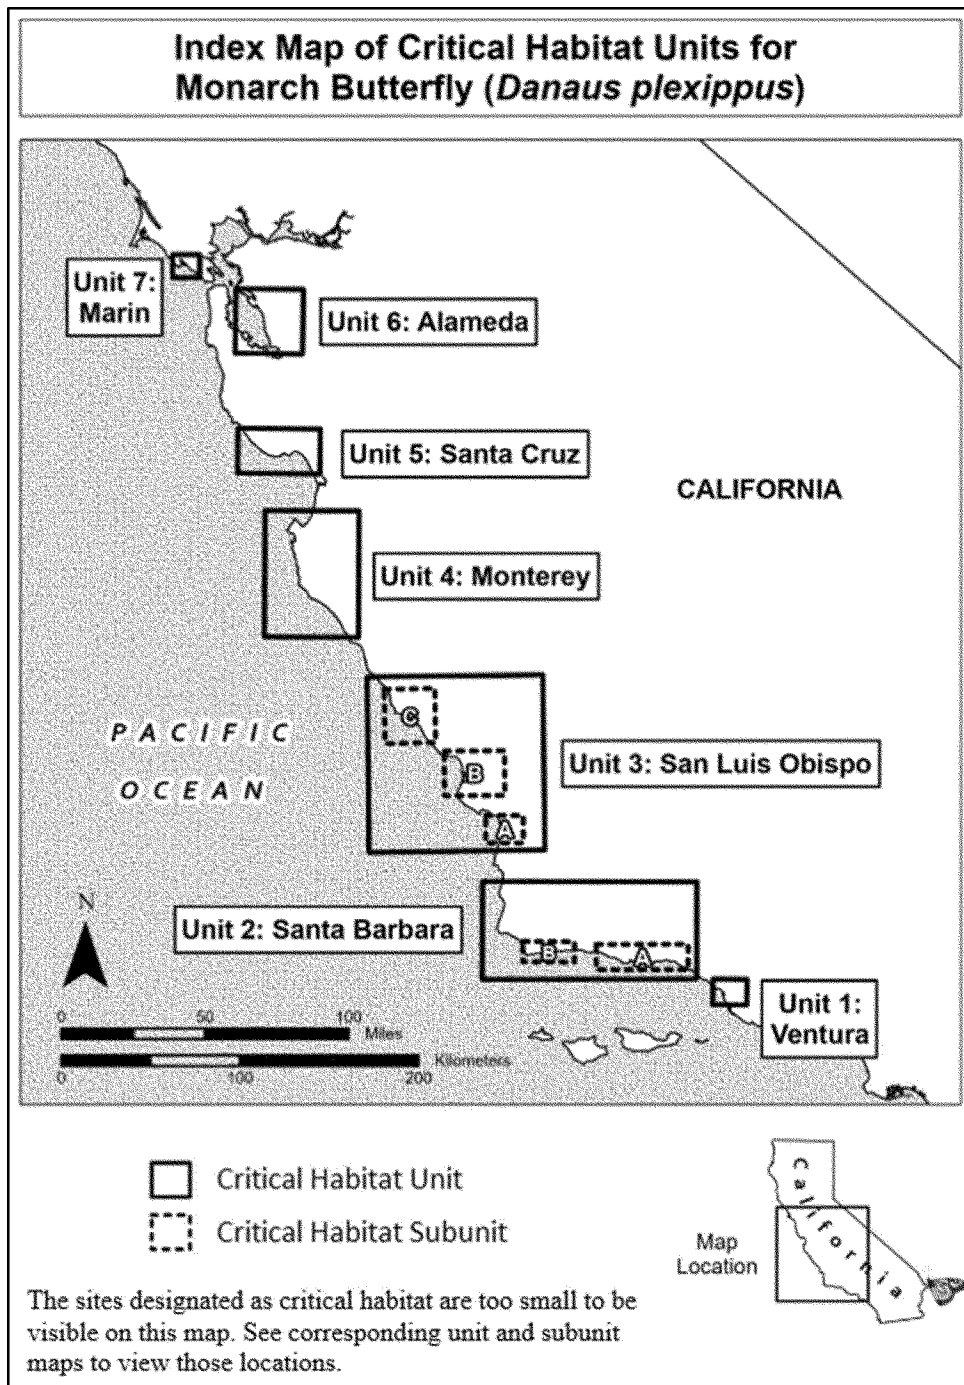 Index Map of Critical Habitat Units for
Monarch Butterfly (Danaus plexippus)
Unit 7:
Marin
Unit 6: Alameda
Unit 5: Santa Cruz
CALIFORNIA
Unit 4: Monterey
PACIFIC
OCEAN
C
B
A
Unit 3: San Luis Obispo
N
Unit 2: Santa Barbara
B
A
Unit 1:
Ventura
0 50 100
Miles
Kilometers
0 100 200
Critical Habitat Unit
Critical Habitat Subunit
Map
Location
California
The sites designated as critical habitat are too small to be
visible on this map. See corresponding unit and subunit
maps to view those locations.